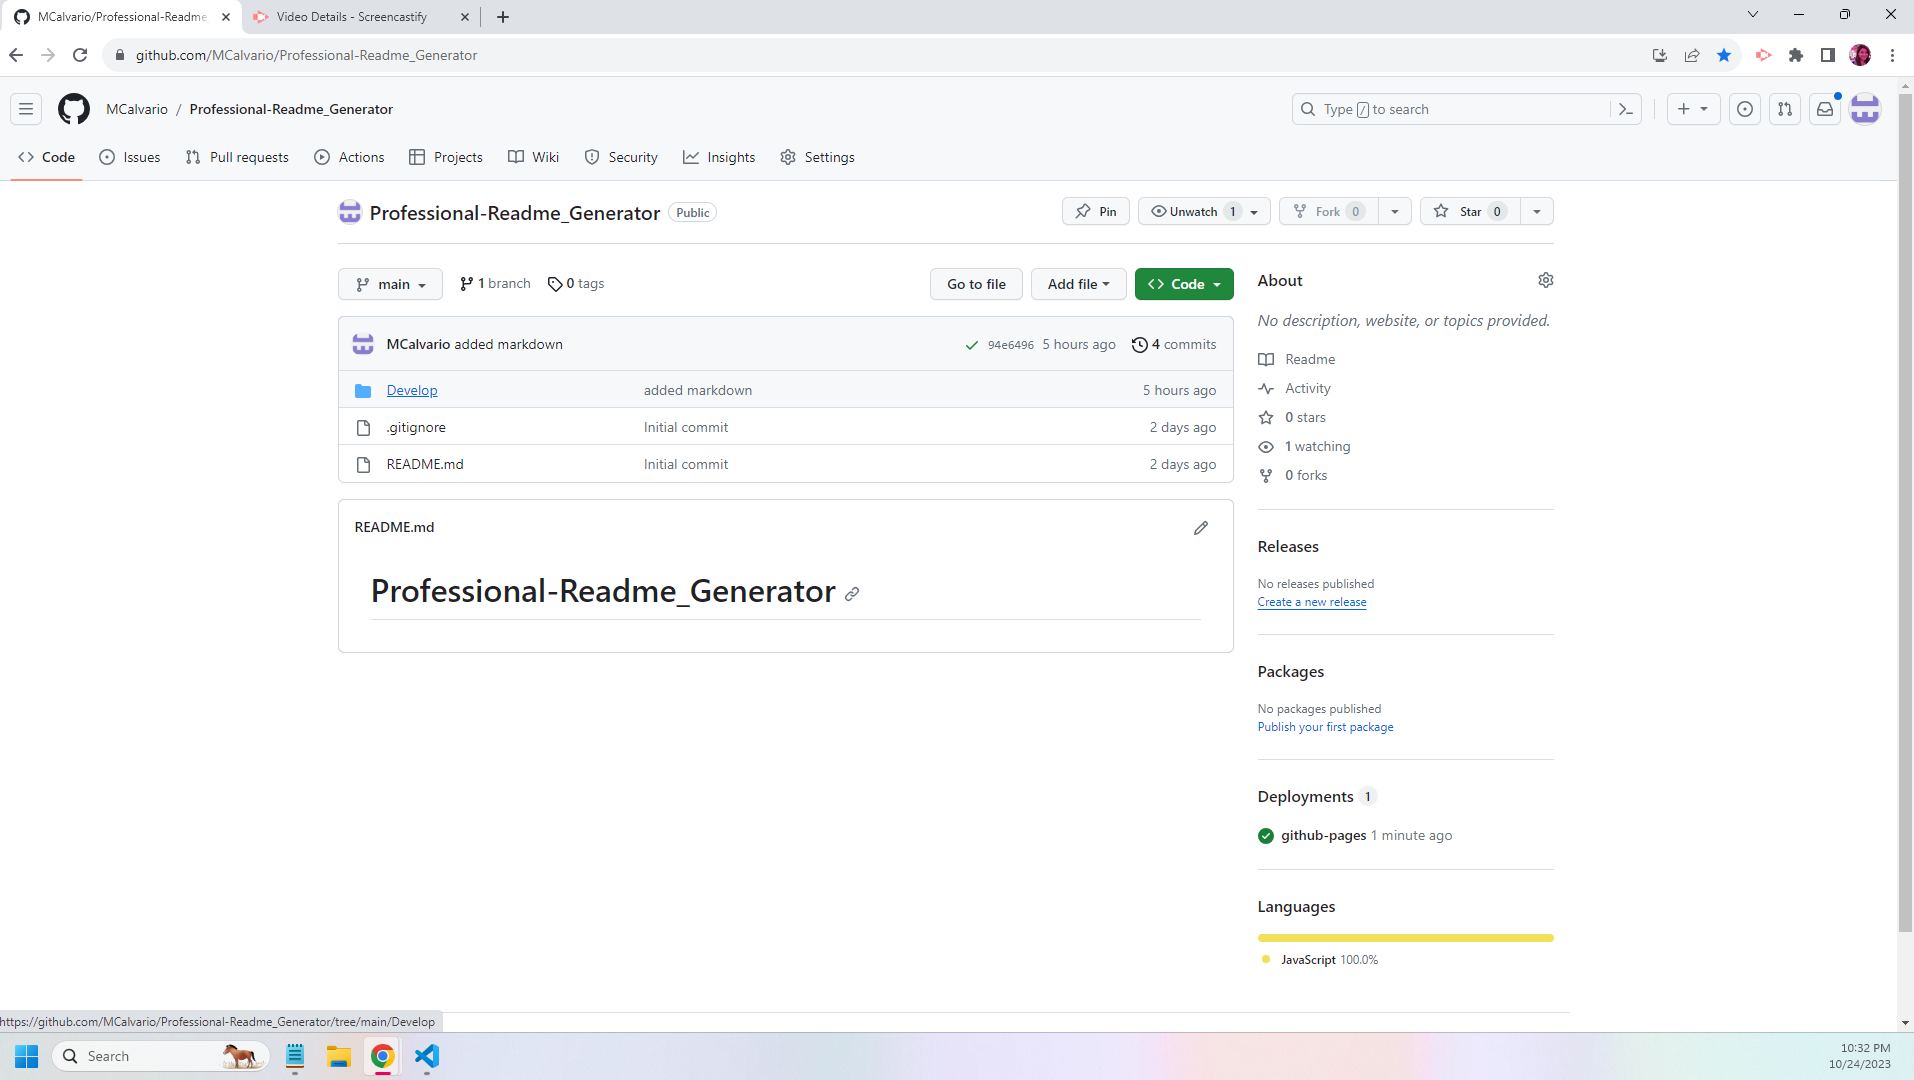 MCalvario/Professional-Readme
Video Details - Screencastify
github.com/MCalvario/Professional-Readme_Generator
MCalvario / Professional-Readme_Generator
Type / to search
Code
Issues
Pull requests
Actions
Projects
Wiki
Security
Insights
Settings
Professional-Readme_Generator Public
Pin
Unwatch 1
Fork 0
Star 0
main
1 branch
0 tags
Go to file
Add file
Code
MCalvario added markdown 94e6496 5 hours ago 4 commits
Develop added markdown 5 hours ago
.gitignore Initial commit 2 days ago
README.md Initial commit 2 days ago
README.md
Professional-Readme_Generator
About
No description, website, or topics provided.
Readme
Activity
0 stars
1 watching
0 forks
Releases
No releases published
Create a new release
Packages
No packages published
Publish your first package
Deployments 1
github-pages 1 minute ago
Languages
JavaScript 100.0%
https://github.com/MCalvario/Professional-Readme_Generator/tree/main/Develop
Search
10:32 PM
10/24/2023